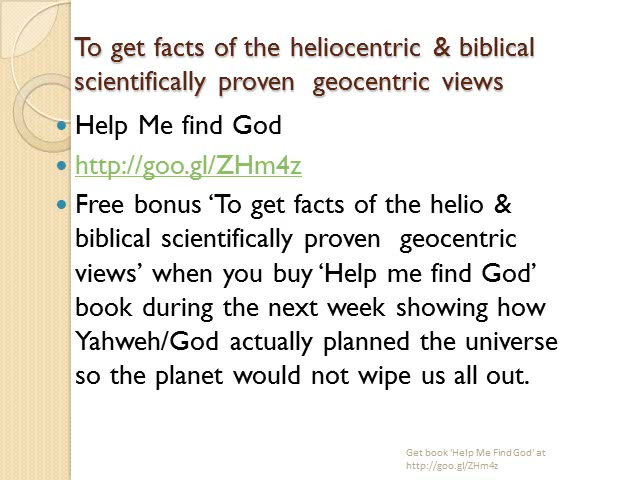 To get facts of the heliocentric & biblical
scientifically proven geocentric views
• Help Me find God
• http://goo.gl/ZHm4z
• Free bonus ‘To get facts of the helio &
biblical scientifically proven geocentric
views’ when you buy ‘Help me find God’
book during the next week showing how
Yahweh/God actually planned the universe
so the planet would not wipe us all out.
Get book 'Help Me Find God' at
http://goo.gl/ZHm4z